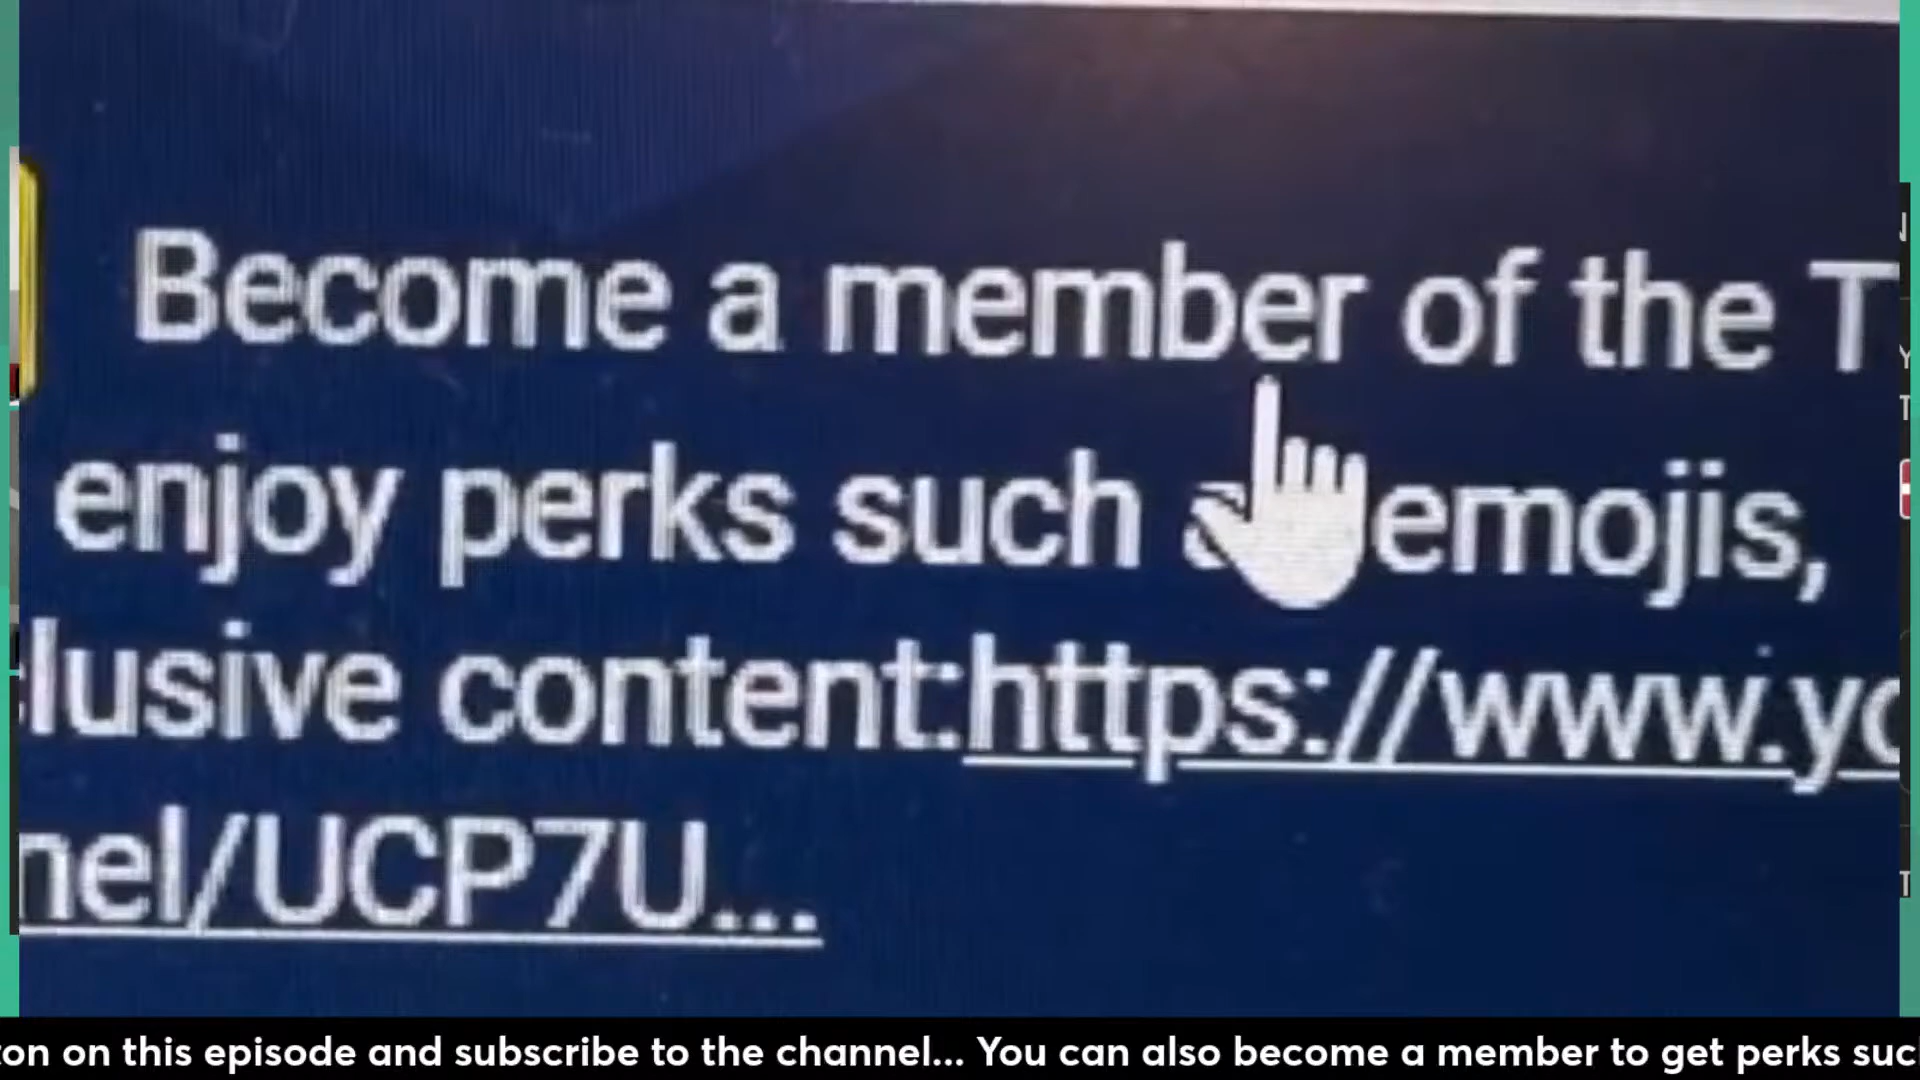 Become a member of the T
enjoy perks such emojis,
clusive content:https://www.yo
nel/UCP7U...
on on this episode and subscribe to the channel... You can also become a member to get perks suc